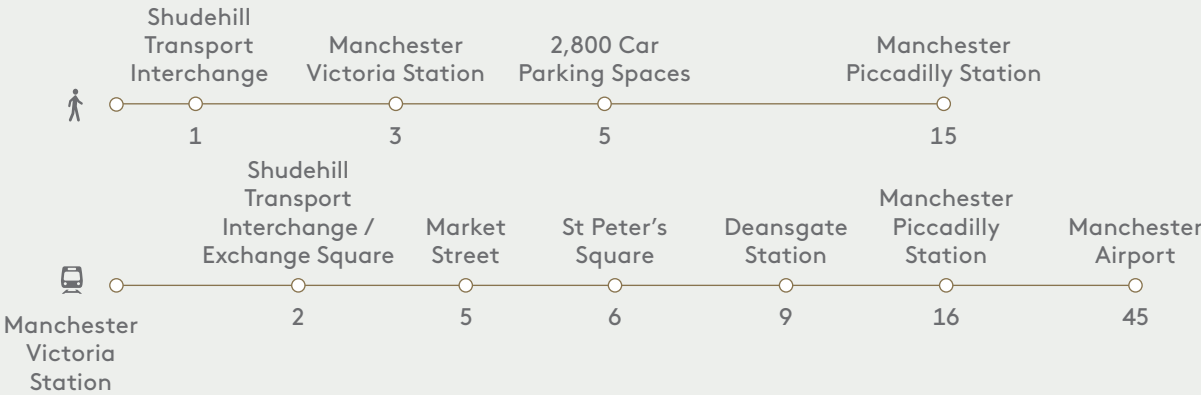 Shudehill
Transport
Interchange
Manchester
Victoria Station
2,800 Car
Parking Spaces
Manchester
Piccadilly Station
1
3
5
15
Shudehill
Transport
Interchange /
Exchange Square
Market
Street
St Peter’s
Square
Deansgate
Station
Manchester
Piccadilly
Station
Manchester
Airport
2
5
6
9
16
45
Manchester
Victoria
Station